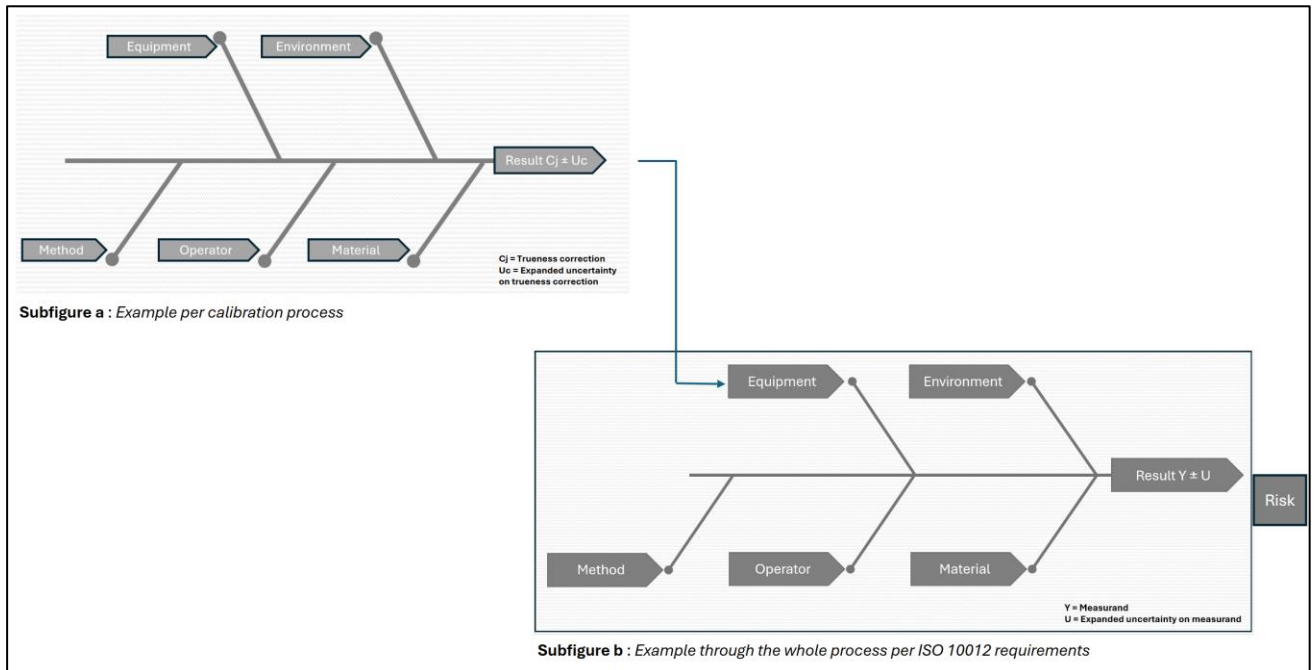 Equipment
Environment
Result Cj ± Uc
Method
Operator
Material
Cj = Trueness correction
Uc = Expanded uncertainty
on trueness correction
Subfigure a : Example per calibration process
Equipment
Environment
Result Y ± U
Risk
Method
Operator
Material
Y = Measurand
U = Expanded uncertainty on measurand
Subfigure b : Example through the whole process per ISO 10012 requirements